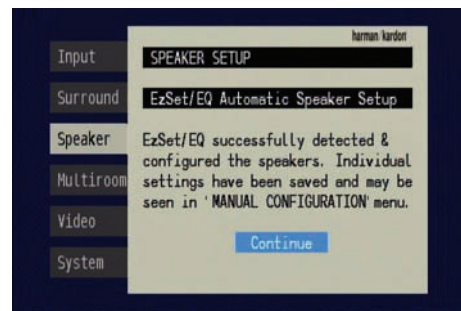 harman/kardon
Input
Surround
Speaker
Multiroom
Video
System
SPEAKER SETUP
EzSet/EQ Automatic Speaker Setup
EzSet/EQ successfully detected &
configured the speakers. Individual
settings have been saved and may be
seen in 'MANUAL CONFIGURATION' menu.
Continue